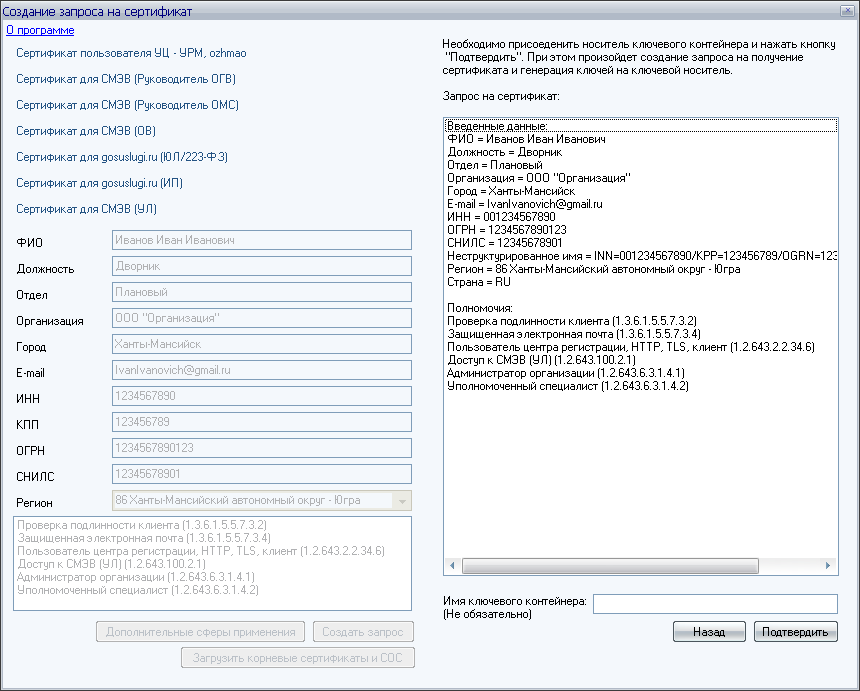 Создание запроса на сертификат
О программе
Сертификат пользователя УЦ - УРМ, ozhmao
Сертификат для СМЭВ (Руководитель ОГВ)
Сертификат для СМЭВ (Руководитель ОМС)
Сертификат для СМЭВ (ОВ)
Сертификат для gosuslugi.ru (ЮЛ/223-ФЗ)
Сертификат для gosuslugi.ru (ИП)
Сертификат для СМЭВ (УЛ)
ФИО Иванов Иван Иванович
Должность Дворник
Отдел Плановый
Организация ООО "Организация"
Город Ханты-Мансийск
E-mail IvanIvanovich@gmail.ru
ИНН 1234567890
КПП 123456789
ОГРН 1234567890123
СНИЛС 12345678901
Регион 86 Ханты-Мансийский автономный округ - Югра
Проверка подлинности клиента (1.3.6.1.5.5.7.3.2)
Защищенная электронная почта (1.3.6.1.5.5.7.3.4)
Пользователь центра регистрации, HTTP, TLS, клиент (1.2.643.2.2.34.6)
Доступ к СМЭВ (УЛ) (1.2.643.100.2.1)
Администратор организации (1.2.643.6.3.1.4.1)
Уполномоченный специалист (1.2.643.6.3.1.4.2)
Дополнительные сферы применения
Создать запрос
Загрузить корневые сертификаты и СОС
Необходимо присоеденить носитель ключевого контейнера и нажать кнопку
"Подтвердить". При этом произойдет создание запроса на получение
сертификата и генерация ключей на ключевой носитель.
Запрос на сертификат:
Введенные данные:
ФИО = Иванов Иван Иванович
Должность = Дворник
Отдел = Плановый
Организация = ООО "Организация"
Город = Ханты-Мансийск
E-mail = IvanIvanovich@gmail.ru
ИНН = 001234567890
ОГРН = 1234567890123
СНИЛС = 12345678901
Неструктурированное имя = INN=001234567890/KPP=123456789/OGRN=123
Регион = 86 Ханты-Мансийский автономный округ - Югра
Страна = RU
Полномочия:
Проверка подлинности клиента (1.3.6.1.5.5.7.3.2)
Защищенная электронная почта (1.3.6.1.5.5.7.3.4)
Пользователь центра регистрации, HTTP, TLS, клиент (1.2.643.2.2.34.6)
Доступ к СМЭВ (УЛ) (1.2.643.100.2.1)
Администратор организации (1.2.643.6.3.1.4.1)
Уполномоченный специалист (1.2.643.6.3.1.4.2)
Имя ключевого контейнера:
(Не обязательно)
Назад
Подтвердить